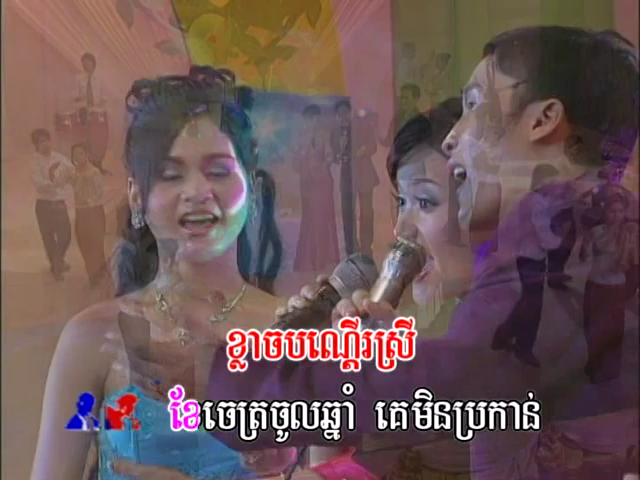 ខ្លាចបណ្ដើរស្រី
ខែចេត្រចូលឆ្នាំ គេមិនប្រកាន់